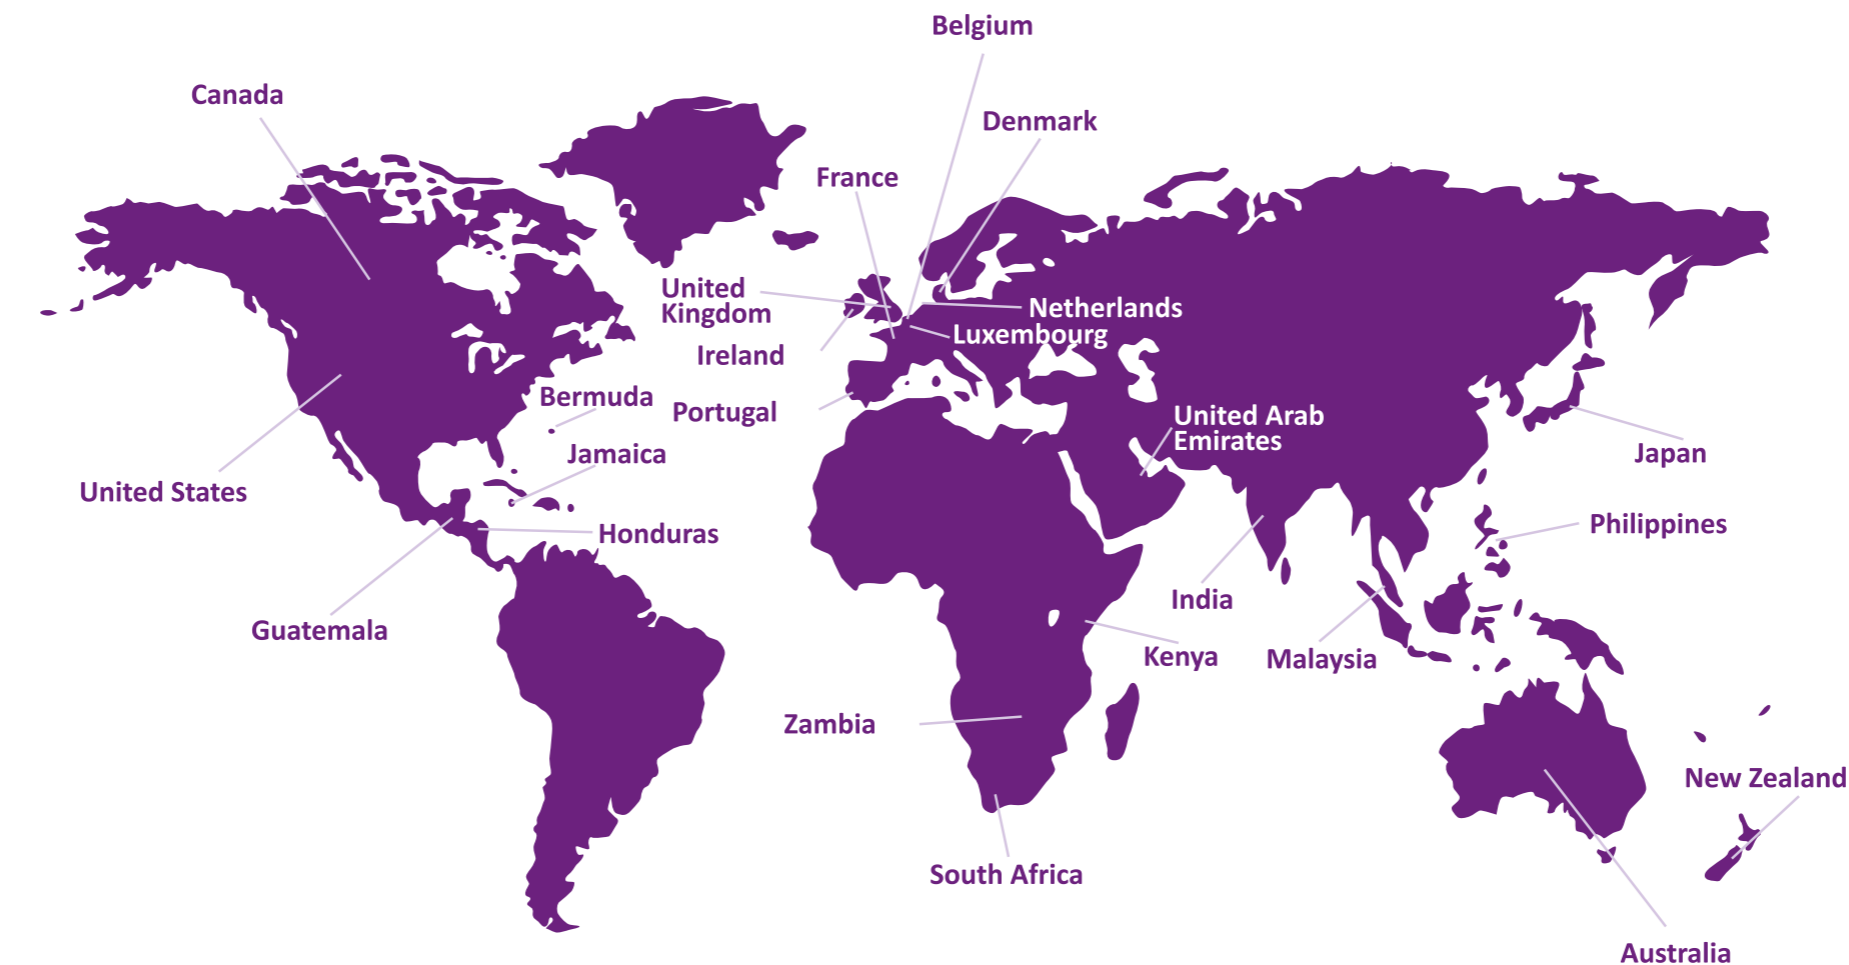 Belgium
Canada
Denmark
France
United
Kingdom
Netherlands
Luxembourg
Ireland
Bermuda
Portugal
United Arab
Emirates
Jamaica
Japan
United States
Philippines
Honduras
India
Guatemala
Kenya
Malaysia
Zambia
New Zealand
South Africa
Australia